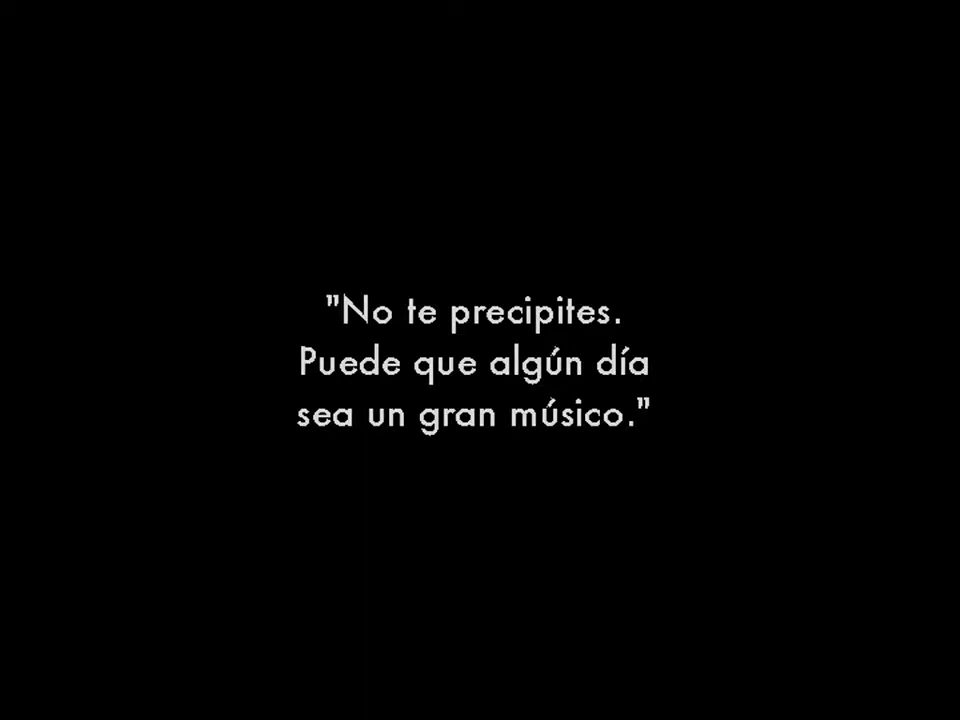 "No te precipites.
Puede que algún día
sea un gran músico."